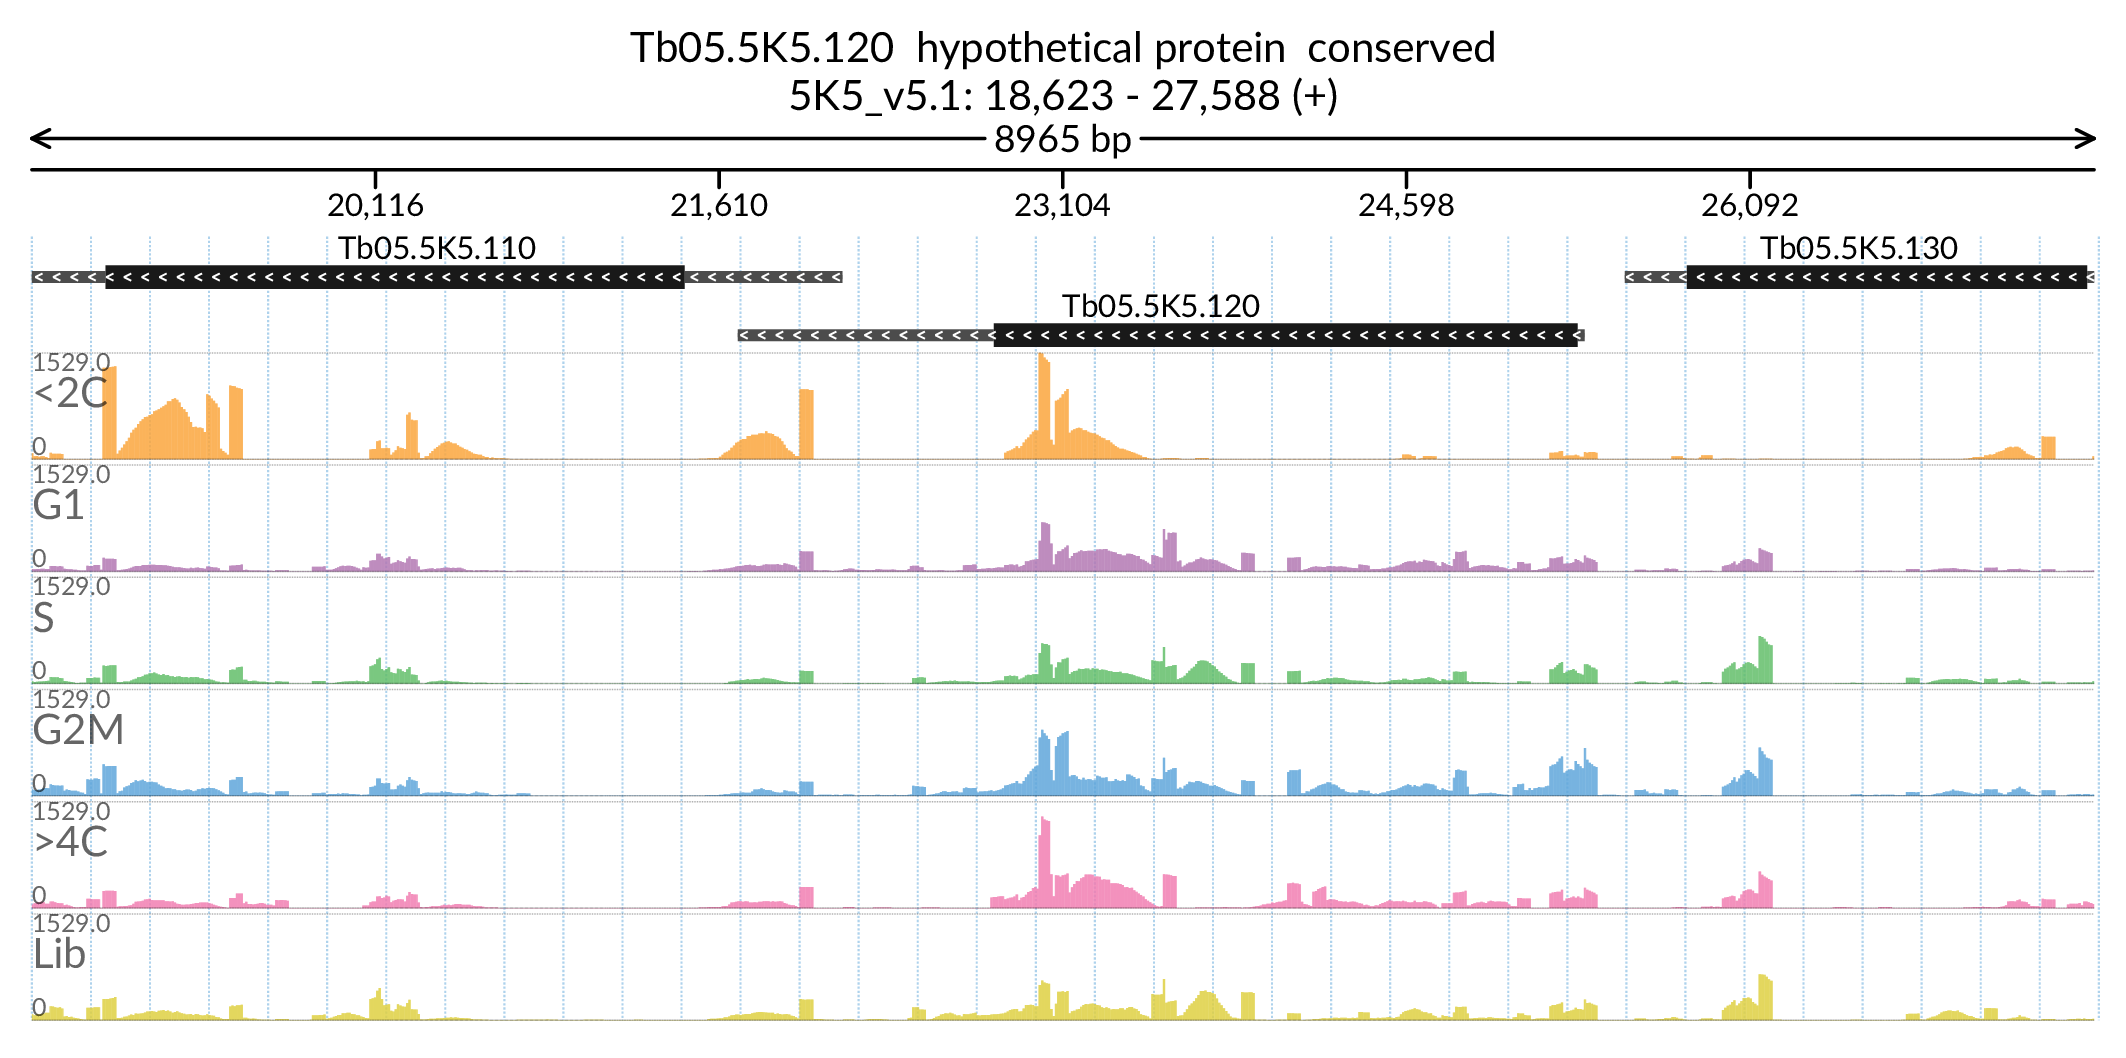 Tb05.5K5.120 hypothetical protein conserved
5K5_v5.1: 18,623 - 27,588 (+)
8965 bp
20,116 21,610 23,104 24,598 26,092
Tb05.5K5.110 Tb05.5K5.130
Tb05.5K5.120
1529.0
<2C
0
1529.0
G1
0
1529.0
S
0
1529.0
G2M
0
1529.0
>4C
0
1529.0
Lib
0